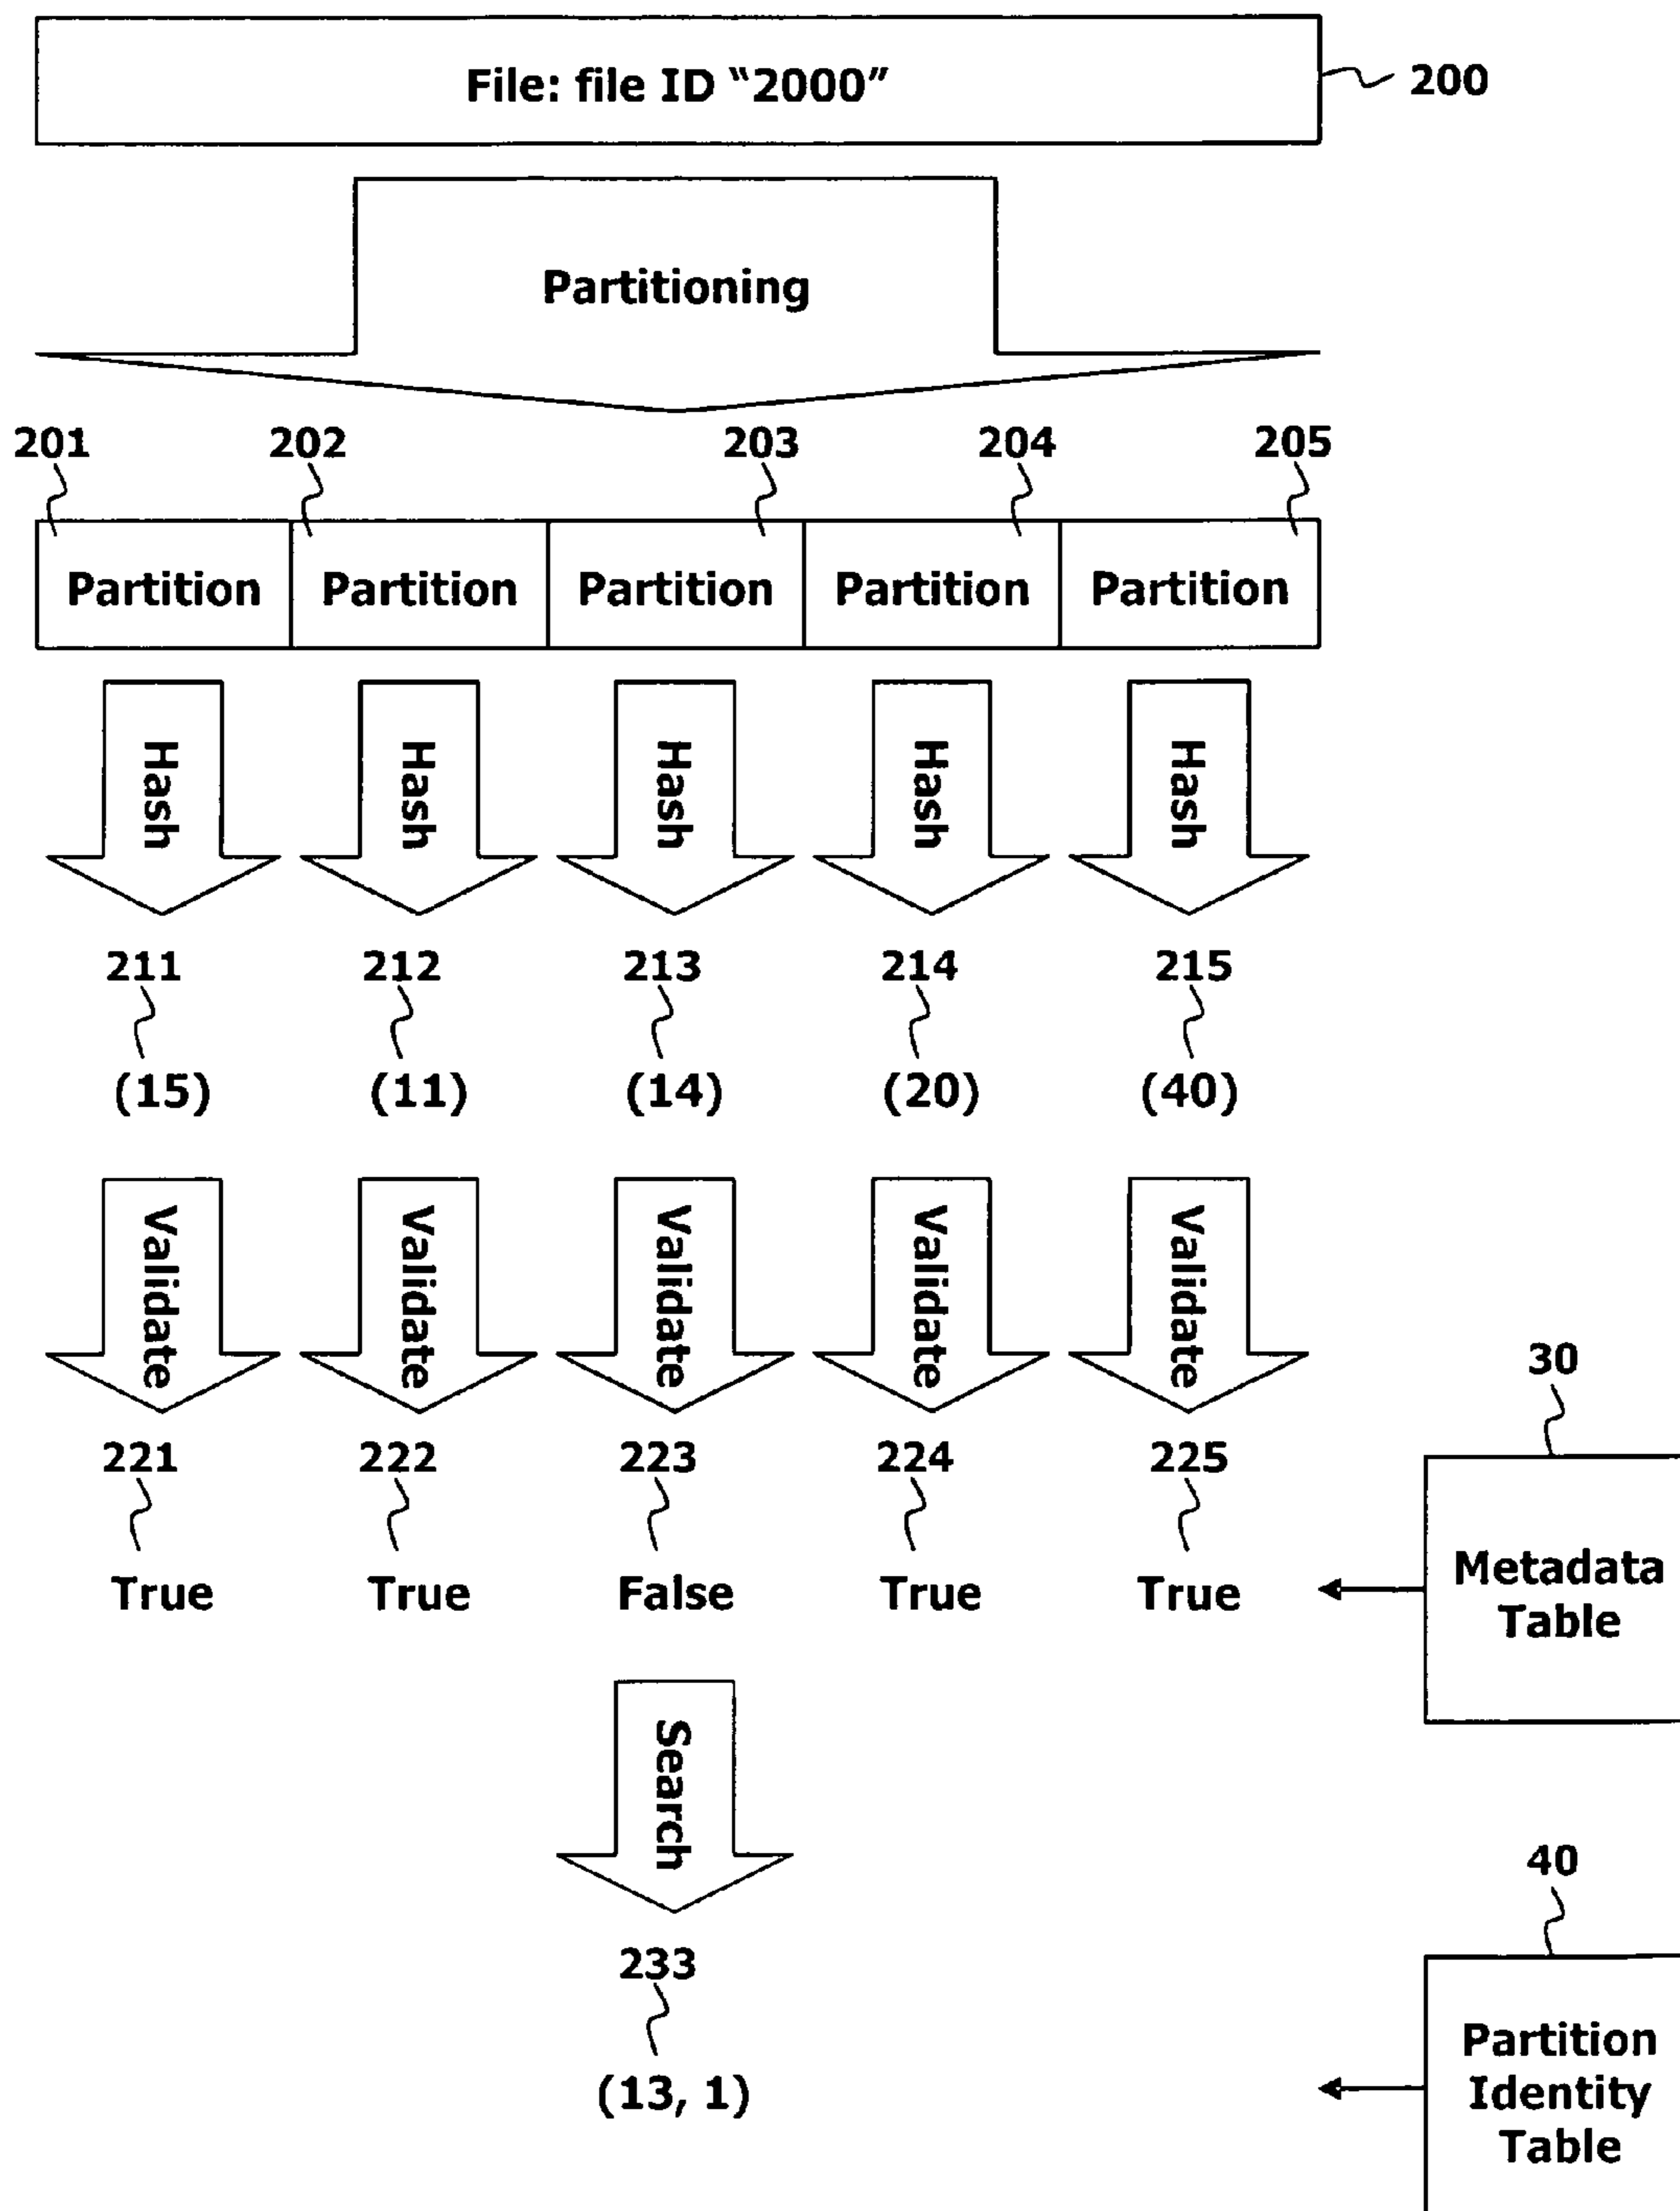 File: file ID “2000”
200
Partitioning
201 202 203 204 205
Partition Partition Partition Partition Partition
Hash Hash Hash Hash Hash
211 212 213 214 215
(15) (11) (14) (20) (40)
Validate Validate Validate Validate Validate
30
221 222 223 224 225
True True False True True
Metadata
Table
Search
40
233
(13, 1)
Partition
Identity
Table